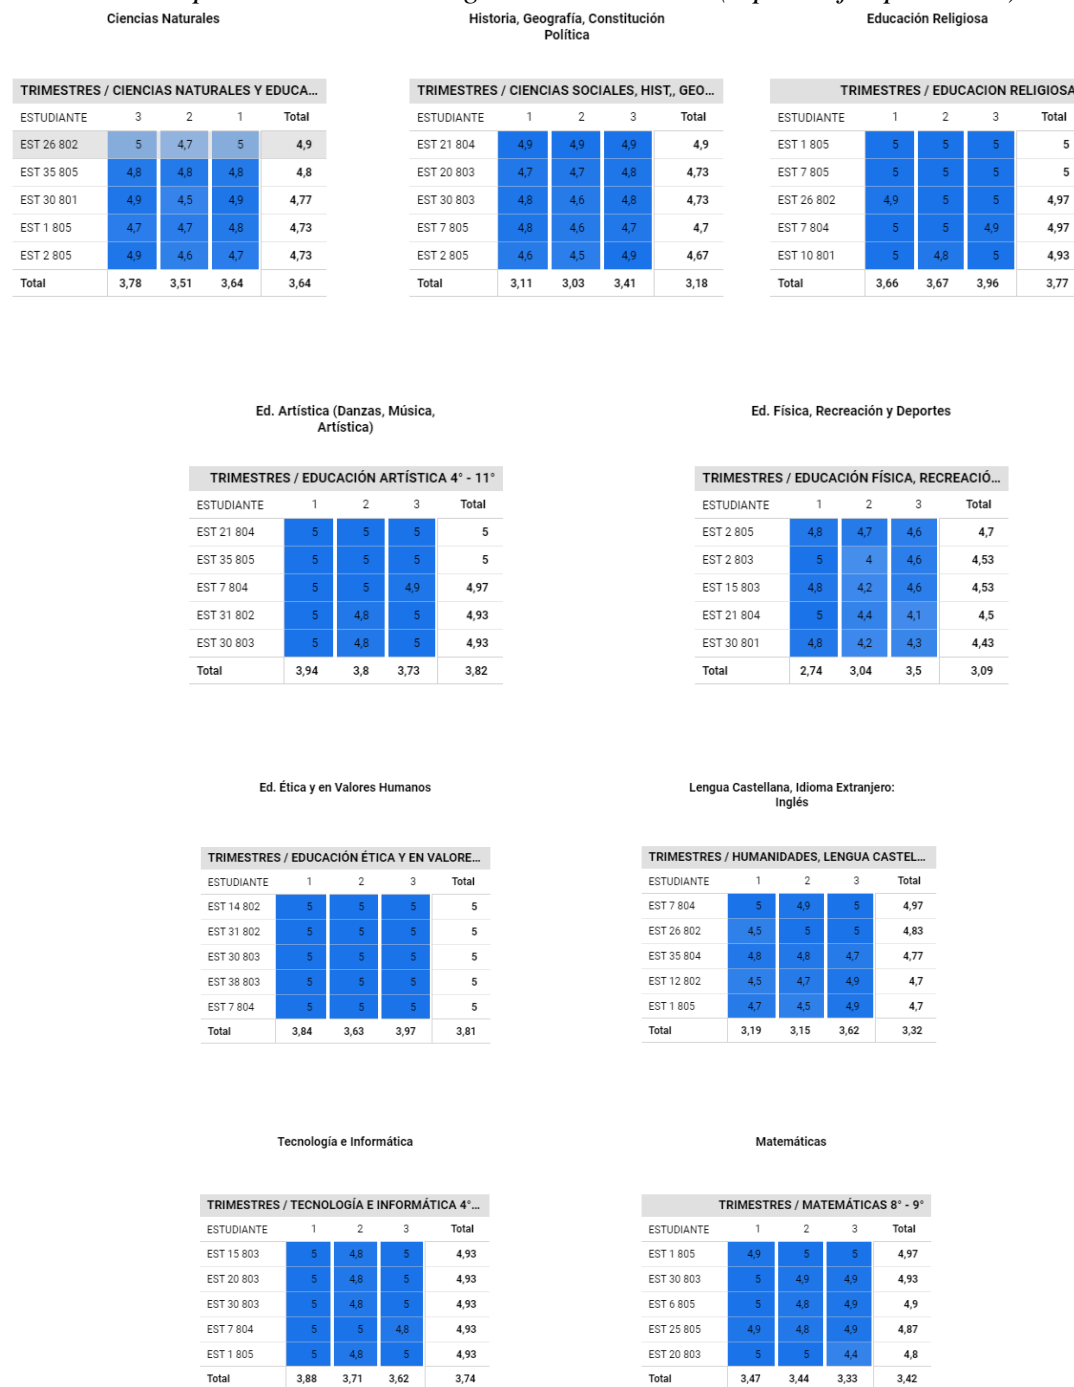 Ciencias Naturales
TRIMESTRES / CIENCIAS NATURALES Y EDUCA...
ESTUDIANTE 3 2 1 Total
EST 26 802 5 4,7 5 4,9
EST 35 805 4,8 4,8 4,8 4,8
EST 30 801 4,9 4,5 4,9 4,77
EST 1 805 4,7 4,7 4,8 4,73
EST 2 805 4,9 4,6 4,7 4,73
Total 3,78 3,51 3,64 3,64
Historia, Geografía, Constitución
Política
TRIMESTRES / CIENCIAS SOCIALES, HIST,, GEO...
ESTUDIANTE 1 2 3 Total
EST 21 804 4,9 4,9 4,9 4,9
EST 20 803 4,7 4,7 4,8 4,73
EST 30 803 4,8 4,6 4,8 4,73
EST 7 805 4,8 4,6 4,7 4,7
EST 2 805 4,6 4,5 4,9 4,67
Total 3,11 3,03 3,41 3,18
Educación Religiosa
TRIMESTRES / EDUCACION RELIGIOSA
ESTUDIANTE 1 2 3 Total
EST 1 805 5 5 5 5
EST 7 805 5 5 5 5
EST 26 802 4,9 5 5 4,97
EST 7 804 5 5 4,9 4,97
EST 10 801 5 4,8 5 4,93
Total 3,66 3,67 3,96 3,77
Ed. Artística (Danzas, Música,
Artística)
TRIMESTRES / EDUCACIÓN ARTÍSTICA 4° - 11°
ESTUDIANTE 1 2 3 Total
EST 21 804 5 5 5 5
EST 35 805 5 5 5 5
EST 7 804 5 5 4,9 4,97
EST 31 802 5 4,8 5 4,93
EST 30 803 5 4,8 5 4,93
Total 3,94 3,8 3,73 3,82
Ed. Física, Recreación y Deportes
TRIMESTRES / EDUCACIÓN FÍSICA, RECREACIÓ...
ESTUDIANTE 1 2 3 Total
EST 2 805 4,8 4,7 4,6 4,7
EST 2 803 5 4 4,6 4,53
EST 15 803 4,8 4,2 4,6 4,53
EST 21 804 5 4,4 4,1 4,5
EST 30 801 4,8 4,2 4,3 4,43
Total 2,74 3,04 3,5 3,09
Ed. Ética y en Valores Humanos
TRIMESTRES / EDUCACIÓN ÉTICA Y EN VALORE...
ESTUDIANTE 1 2 3 Total
EST 14 802 5 5 5 5
EST 31 802 5 5 5 5
EST 30 803 5 5 5 5
EST 38 803 5 5 5 5
EST 7 804 5 5 5 5
Total 3,84 3,63 3,97 3,81
Lengua Castellana, Idioma Extranjero:
Inglés
TRIMESTRES / HUMANIDADES, LENGUA CASTEL...
ESTUDIANTE 1 2 3 Total
EST 7 804 5 4,9 5 4,97
EST 26 802 4,5 5 5 4,83
EST 35 804 4,8 4,8 4,7 4,77
EST 12 802 4,5 4,7 4,9 4,7
EST 1 805 4,7 4,5 4,9 4,7
Total 3,19 3,15 3,62 3,32
Tecnología e Informática
TRIMESTRES / TECNOLOGÍA E INFORMÁTICA 4°...
ESTUDIANTE 1 2 3 Total
EST 15 803 5 4,8 5 4,93
EST 20 803 5 4,8 5 4,93
EST 30 803 5 4,8 5 4,93
EST 7 804 5 5 4,8 4,93
EST 1 805 5 4,8 5 4,93
Total 3,88 3,71 3,62 3,74
Matemáticas
TRIMESTRES / MATEMÁTICAS 8° - 9°
ESTUDIANTE 1 2 3 Total
EST 1 805 4,9 5 5 4,97
EST 30 803 5 4,9 4,9 4,93
EST 6 805 5 4,8 4,9 4,9
EST 25 805 4,9 4,8 4,9 4,87
EST 20 803 5 5 4,4 4,8
Total 3,47 3,44 3,33 3,42